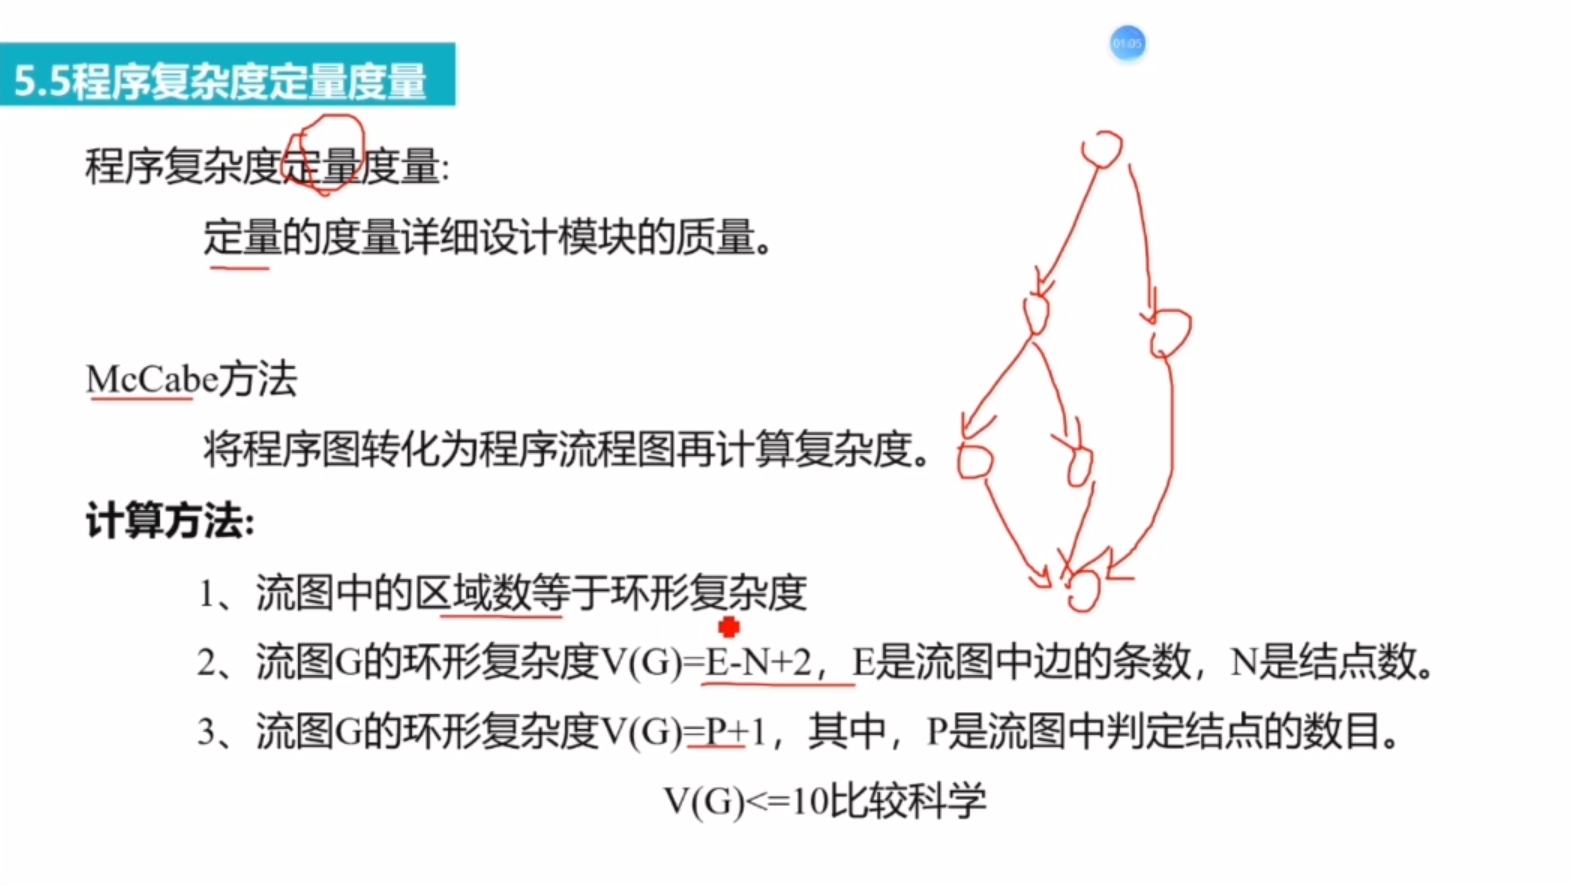 01:05
5.5程序复杂度定量度量
程序复杂度定量度量:
定量的度量详细设计模块的质量。
McCabe方法
将程序图转化为程序流程图再计算复杂度。
计算方法:
1、流图中的区域数等于环形复杂度
2、流图G的环形复杂度V(G)=E-N+2，E是流图中边的条数，N是结点数。
3、流图G的环形复杂度V(G)=P+1，其中，P是流图中判定结点的数目。
V(G)<=10比较科学